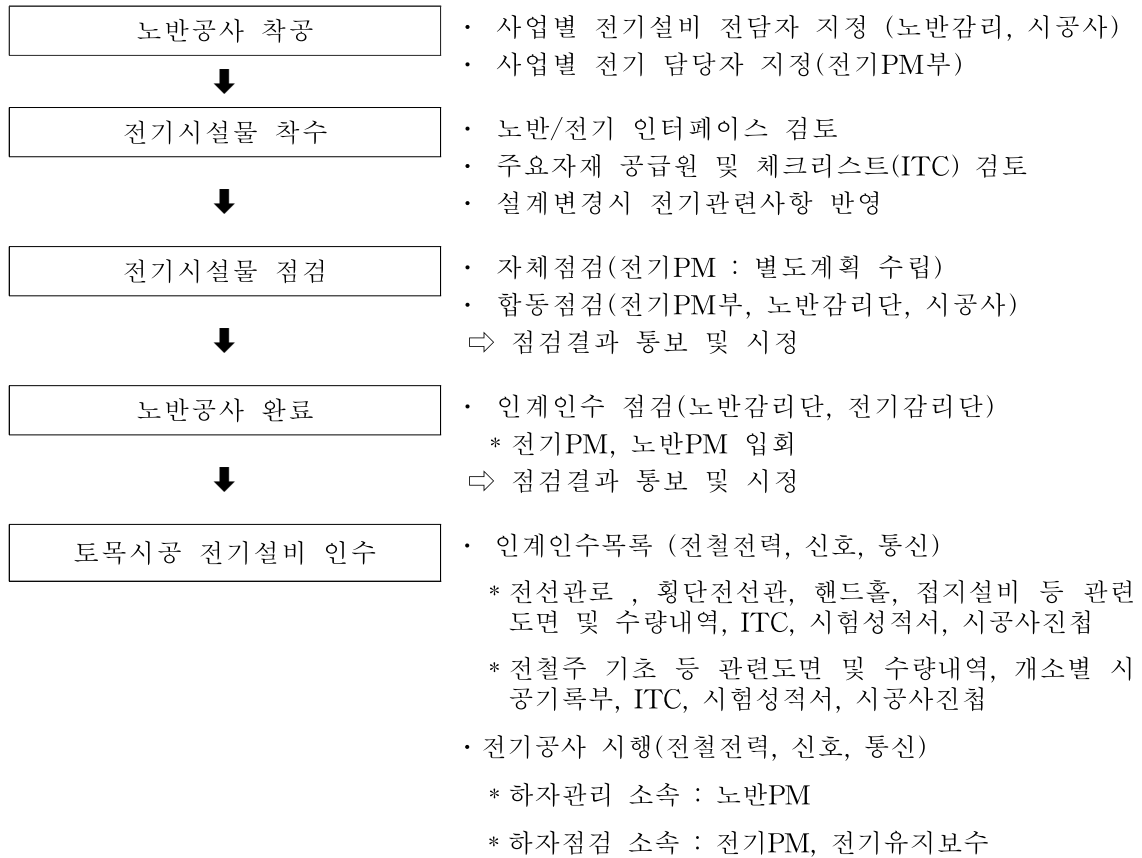 노반공사 착공
· 사업별 전기설비 전담자 지정 (노반감리, 시공사)
· 사업별 전기 담당자 지정(전기PM부)
⬇
전기시설물 착수
· 노반/전기 인터페이스 검토
· 주요자재 공급원 및 체크리스트(ITC) 검토
· 설계변경시 전기관련사항 반영
⬇
전기시설물 점검
· 자체점검(전기PM : 별도계획 수립)
· 합동점검(전기PM부, 노반감리단, 시공사)
⇨ 점검결과 통보 및 시정
⬇
노반공사 완료
· 인계인수 점검(노반감리단, 전기감리단)
* 전기PM, 노반PM 입회
⇨ 점검결과 통보 및 시정
⬇
토목시공 전기설비 인수
· 인계인수목록 (전철전력, 신호, 통신)
* 전선관로 , 횡단전선관, 핸드홀, 접지설비 등 관련
도면 및 수량내역, ITC, 시험성적서, 시공사진첩
* 전철주 기초 등 관련도면 및 수량내역, 개소별 시
공기록부, ITC, 시험성적서, 시공사진첩
· 전기공사 시행(전철전력, 신호, 통신)
* 하자관리 소속 : 노반PM
* 하자점검 소속 : 전기PM, 전기유지보수